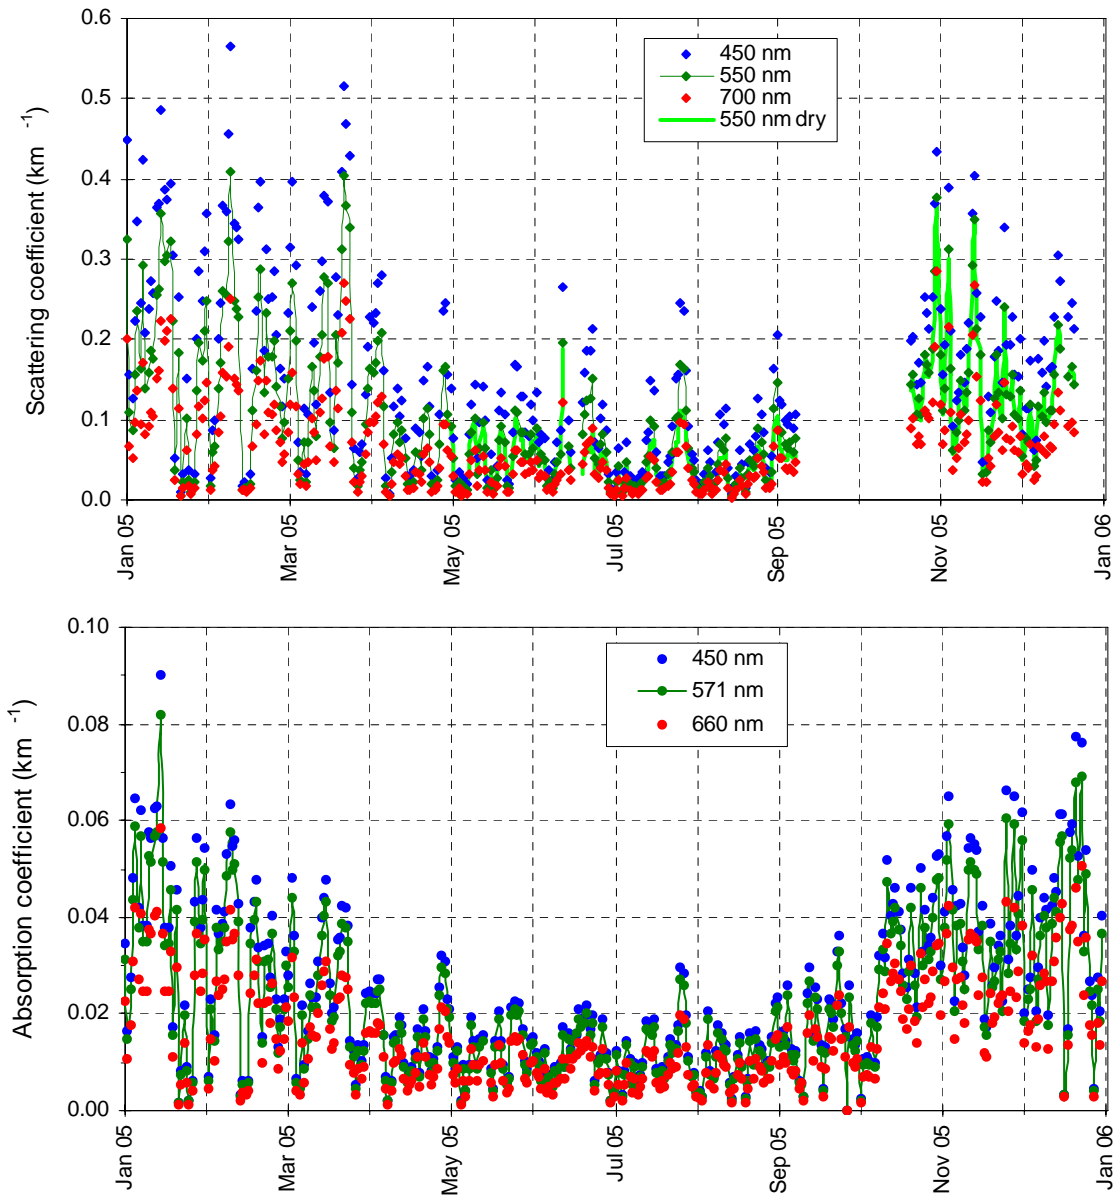 0.6
0.5
0.4
0.3
0.2
0.1
0.0
Scattering coefficient (km -1)
450 nm
550 nm
700 nm
550 nm dry
Jan 05
Mar 05
May 05
Jul 05
Sep 05
Nov 05
Jan 06
0.10
0.08
0.06
0.04
0.02
0.00
Absorption coefficient (km -1)
450 nm
571 nm
660 nm
Jan 05
Mar 05
May 05
Jul 05
Sep 05
Nov 05
Jan 06